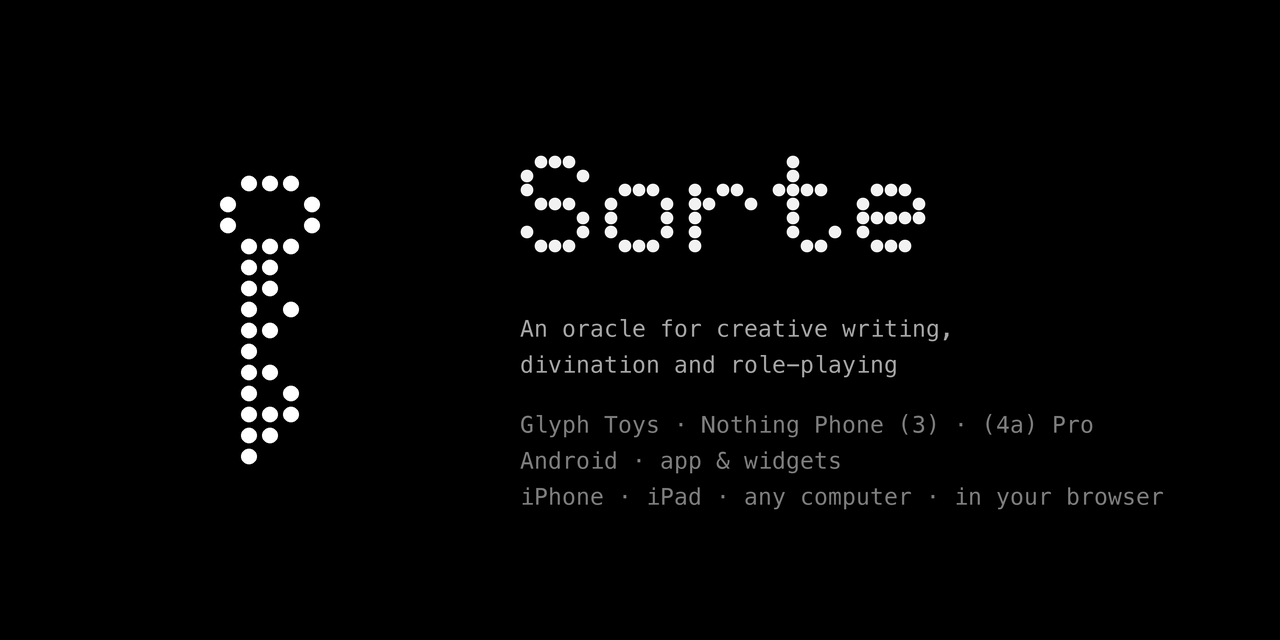 Sorte
An oracle for creative writing,
divination and role–playing
Glyph Toys · Nothing Phone (3) · (4a) Pro
Android · app & widgets
iPhone · iPad · any computer · in your browser